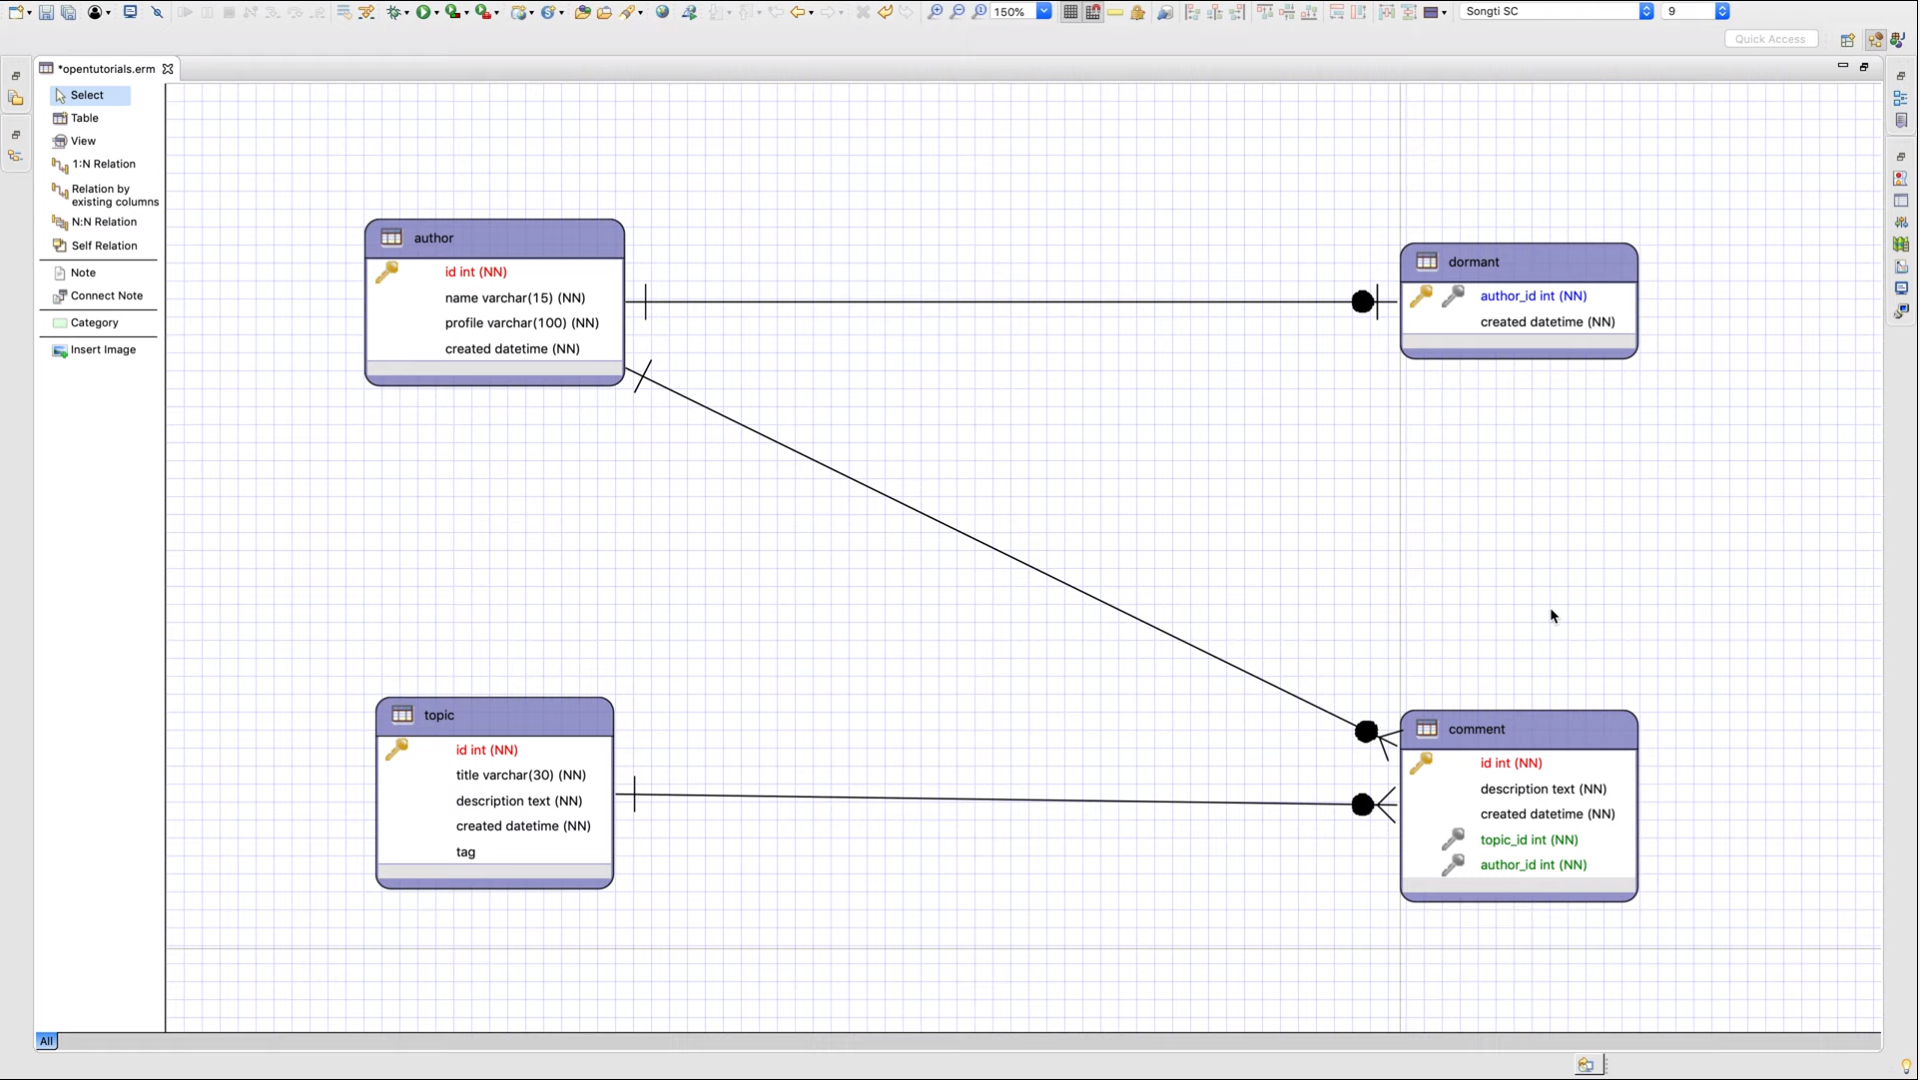 150%
Songti SC
9
Quick Access
*opentutorials.erm
Select
Table
View
1:N Relation
Relation by
existing columns
N:N Relation
Self Relation
Note
Connect Note
Category
Insert Image
author
id int (NN)
name varchar(15) (NN)
profile varchar(100) (NN)
created datetime (NN)
dormant
author_id int (NN)
created datetime (NN)
topic
id int (NN)
title varchar(30) (NN)
description text (NN)
created datetime (NN)
tag
comment
id int (NN)
description text (NN)
created datetime (NN)
topic_id int (NN)
author_id int (NN)
All